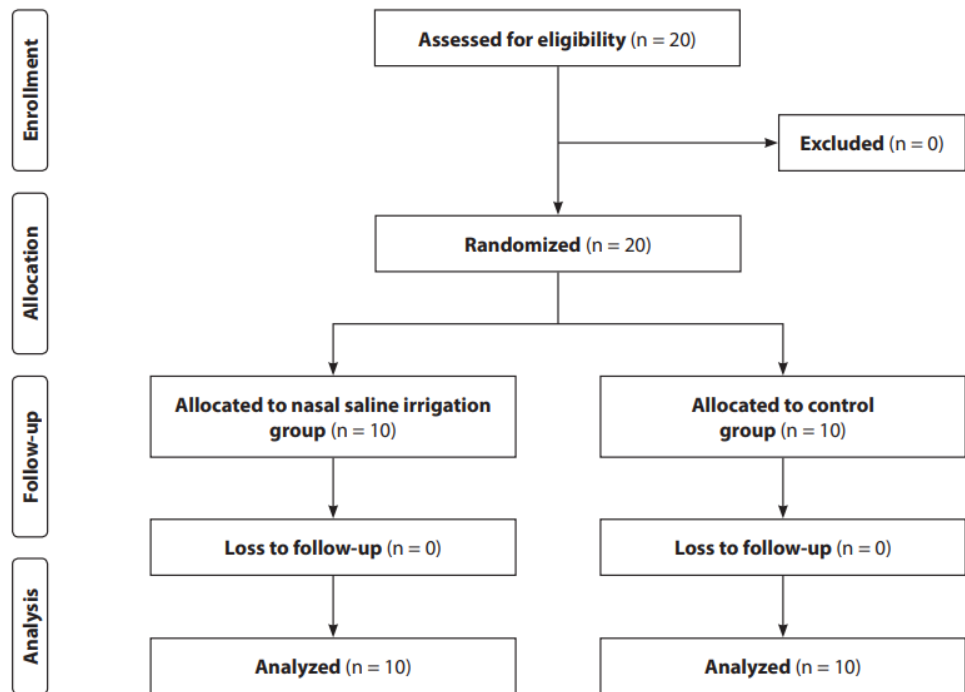 Enrollment
Assessed for eligibility (n = 20)
Excluded (n = 0)
Allocation
Randomized (n = 20)
Follow-up
Allocated to nasal saline irrigation
group (n = 10)
Allocated to control
group (n = 10)
Loss to follow-up (n = 0)
Loss to follow-up (n = 0)
Analysis
Analyzed (n = 10)
Analyzed (n = 10)